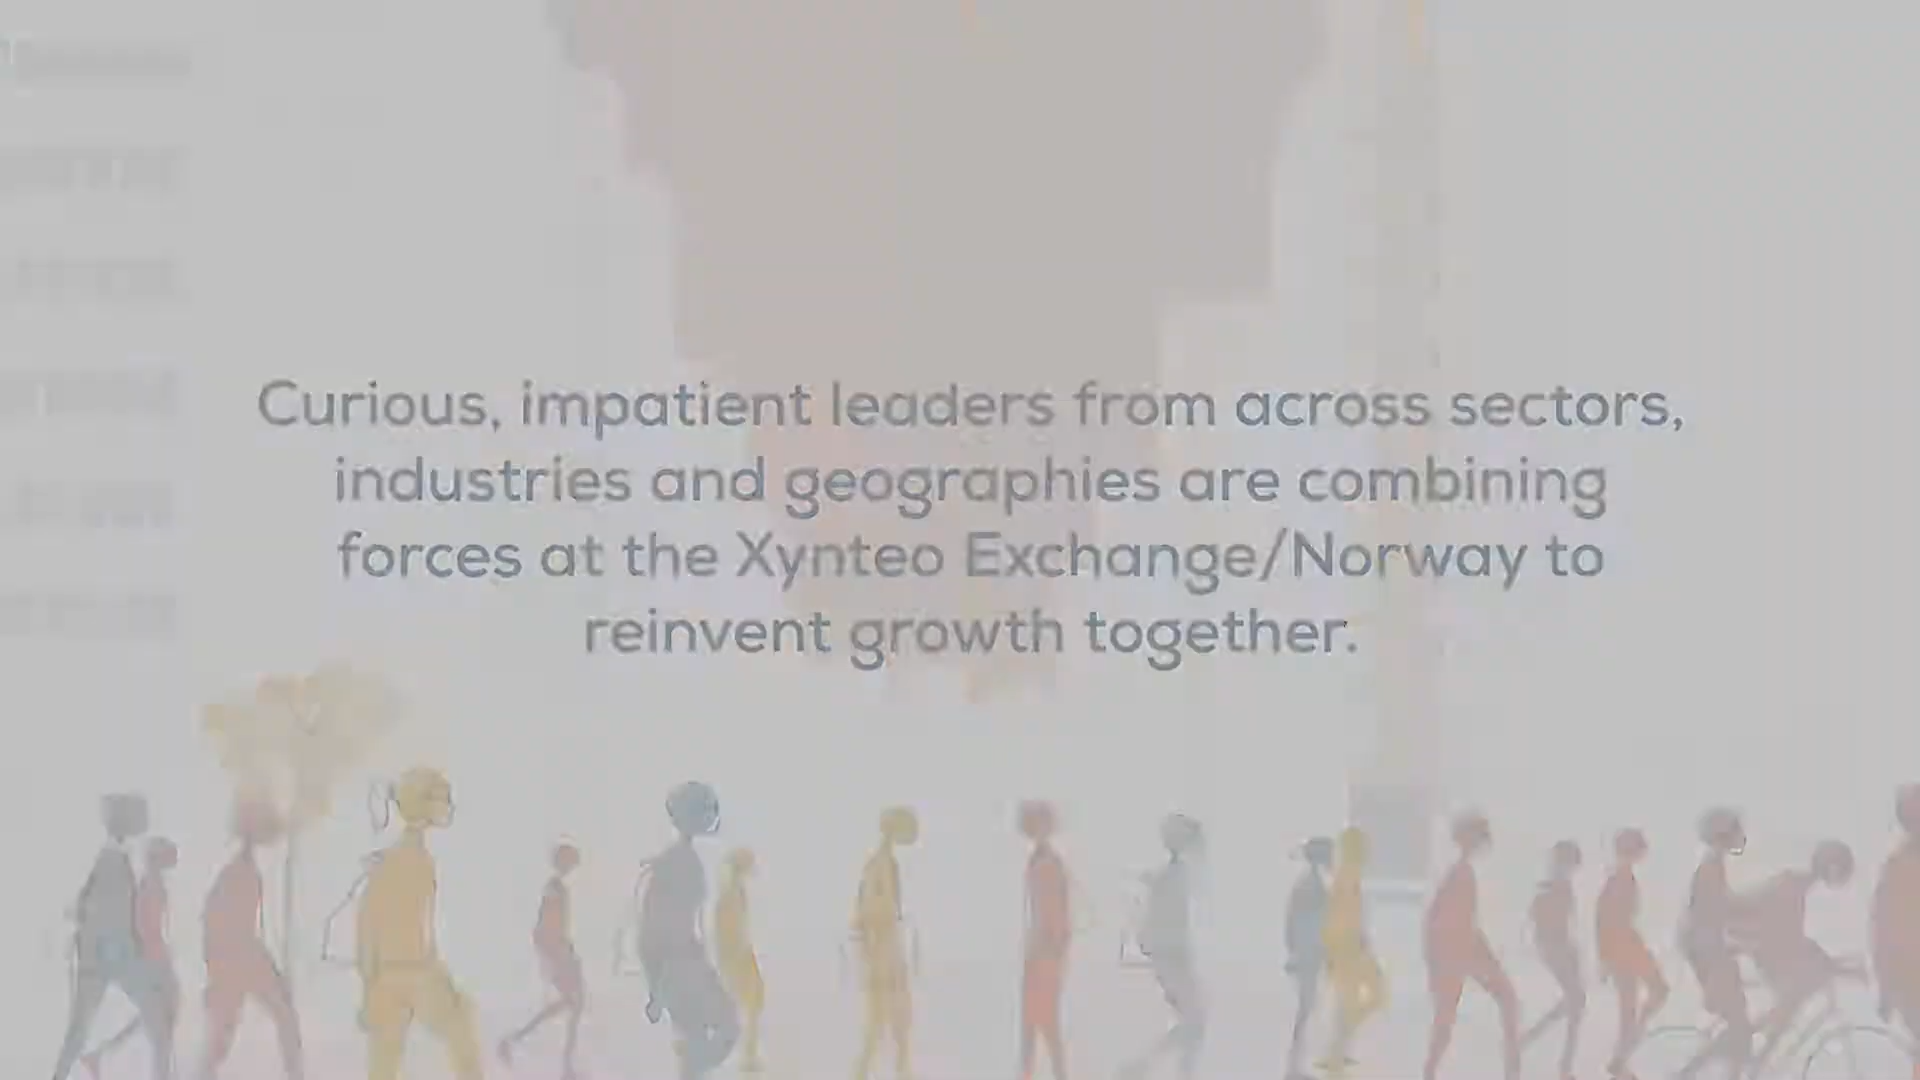 Curious, impatient leaders from across sectors,
industries and geographies are combining
forces at the Xynteo Exchange/Norway to
reinvent growth together.